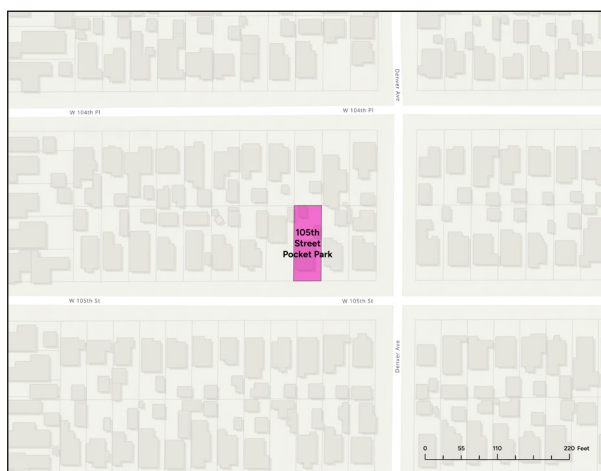 Denver Ave
W 104th Pl
W 104th Pl
105th
Street
Pocket Park
W 105th St
W 105th St
Denver Ave
0 55 110 220 Feet